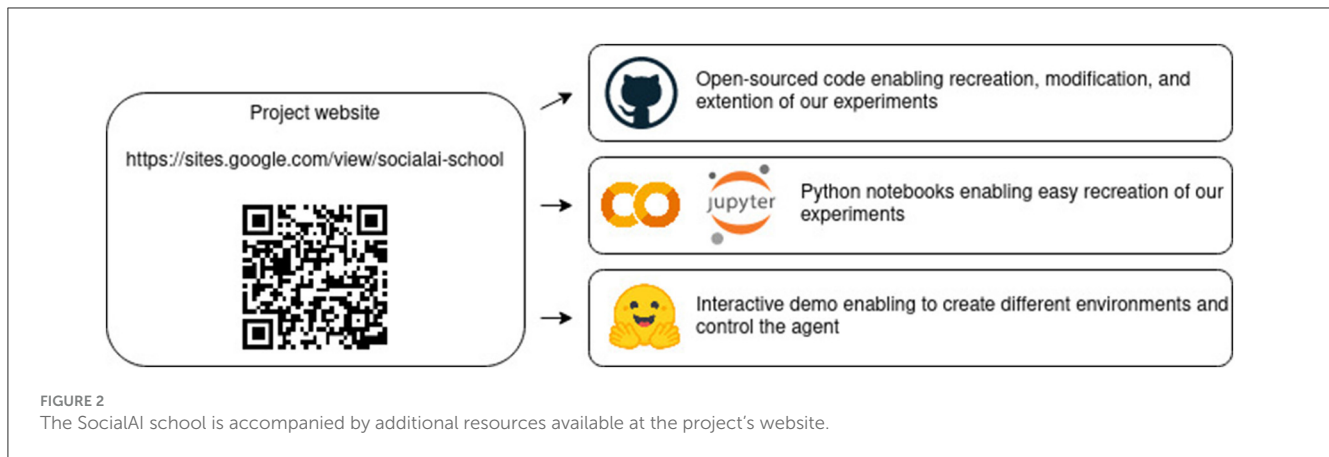 Project website
https://sites.google.com/view/socialai-school
Open-sourced code enabling recreation, modification, and
extention of our experiments
jupyter
Python notebooks enabling easy recreation of our
experiments
Interactive demo enabling to create different environments and
control the agent
FIGURE 2
The SocialAI school is accompanied by additional resources available at the project's website.